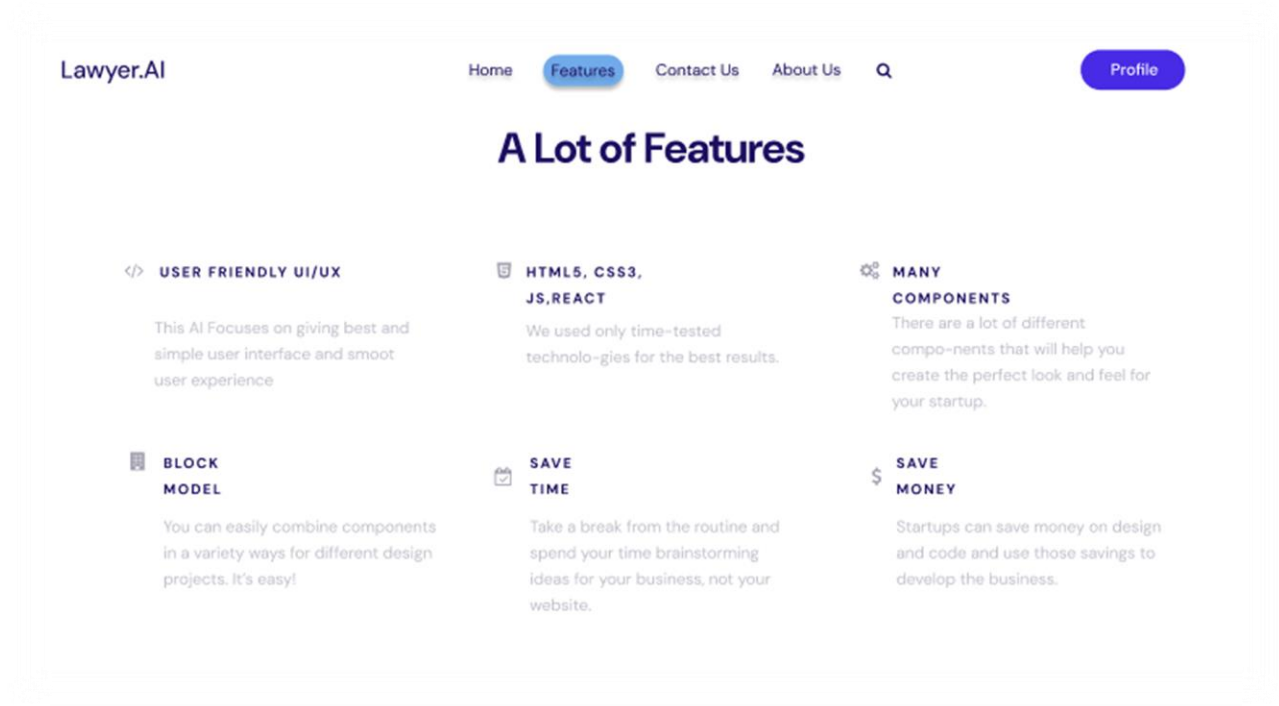 Lawyer.AI
Home Features Contact Us About Us
Profile
A Lot of Features
USER FRIENDLY UI/UX
This AI Focuses on giving best and
simple user interface and smoot
user experience
HTML5, CSS3,
JS,REACT
We used only time-tested
technolo-gies for the best results.
MANY
COMPONENTS
There are a lot of different
compo-nents that will help you
create the perfect look and feel for
your startup.
BLOCK
MODEL
You can easily combine components
in a variety ways for different design
projects. It's easy!
SAVE
TIME
Take a break from the routine and
spend your time brainstorming
ideas for your business, not your
website.
SAVE
MONEY
Startups can save money on design
and code and use those savings to
develop the business.